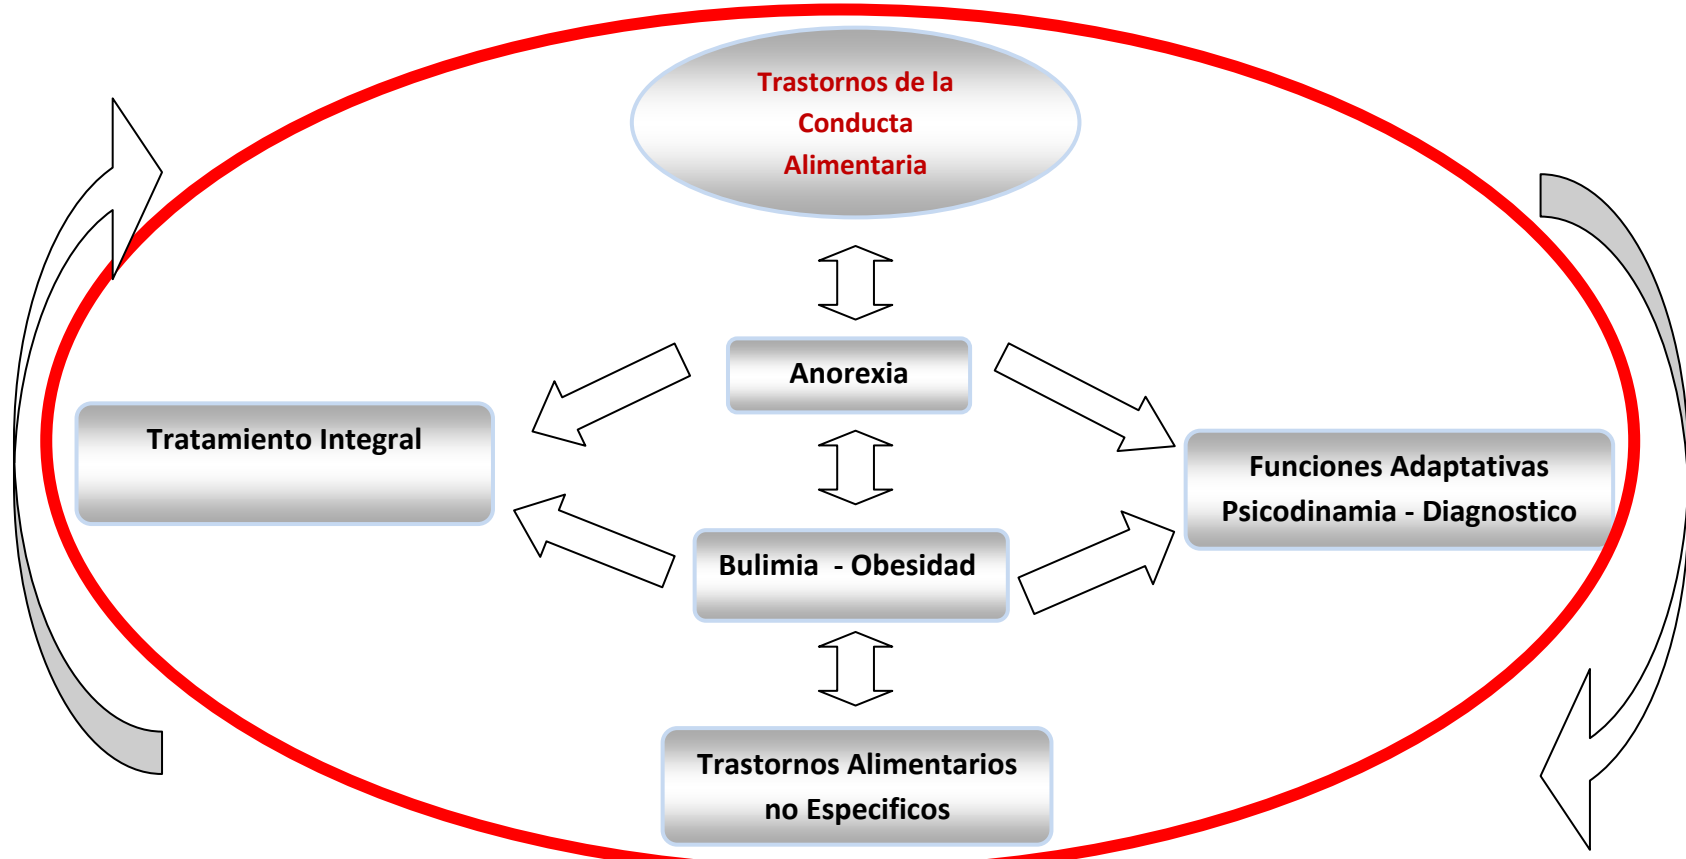 Trastornos de la
Conducta
Alimentaria
Anorexia
Tratamiento Integral
Funciones Adaptativas
Psicodinamia - Diagnostico
Bulimia - Obesidad
Trastornos Alimentarios
no Especificos